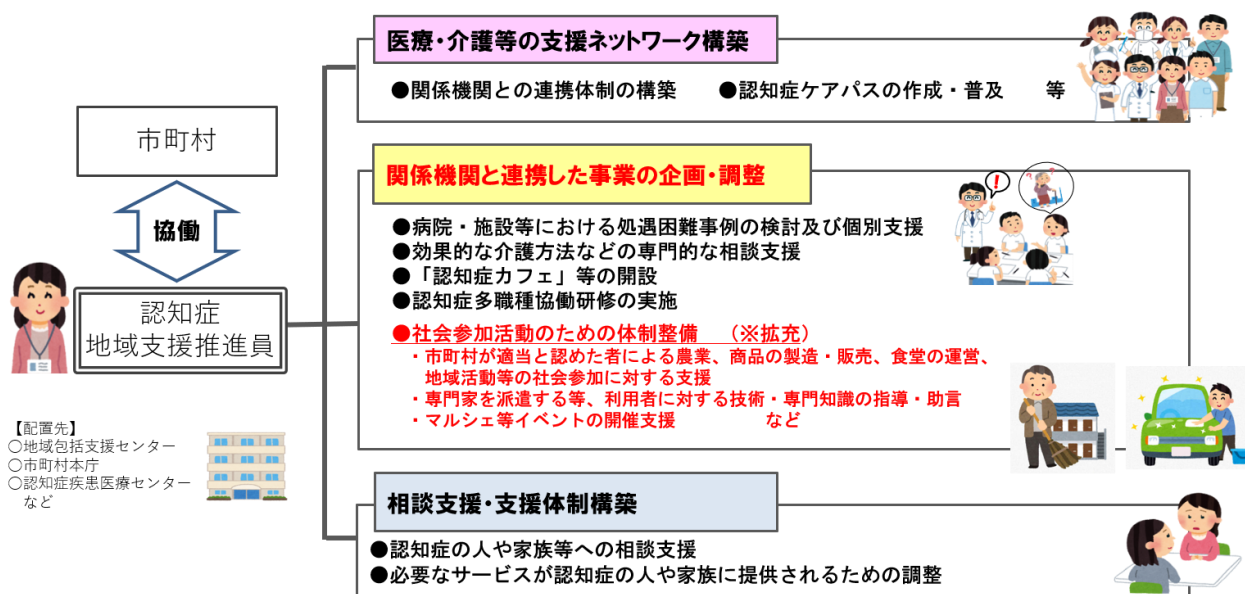 医療・介護等の支援ネットワーク構築
●関係機関との連携体制の構築　●認知症ケアパスの作成・普及　等
市町村
協働
認知症
地域支援推進員
【配置先】
○地域包括支援センター
○市町村本庁
○認知症疾患医療センター
など
関係機関と連携した事業の企画・調整
●病院・施設等における処遇困難事例の検討及び個別支援
●効果的な介護方法などの専門的な相談支援
●「認知症カフェ」等の開設
●認知症多職種協働研修の実施
●社会参加活動のための体制整備　（※拡充）
・市町村が適当と認めた者による農業、商品の製造・販売、食堂の運営、
地域活動等の社会参加に対する支援
・専門家を派遣する等、利用者に対する技術・専門知識の指導・助言
・マルシェ等イベントの開催支援　など
相談支援・支援体制構築
●認知症の人や家族等への相談支援
●必要なサービスが認知症の人や家族に提供されるための調整